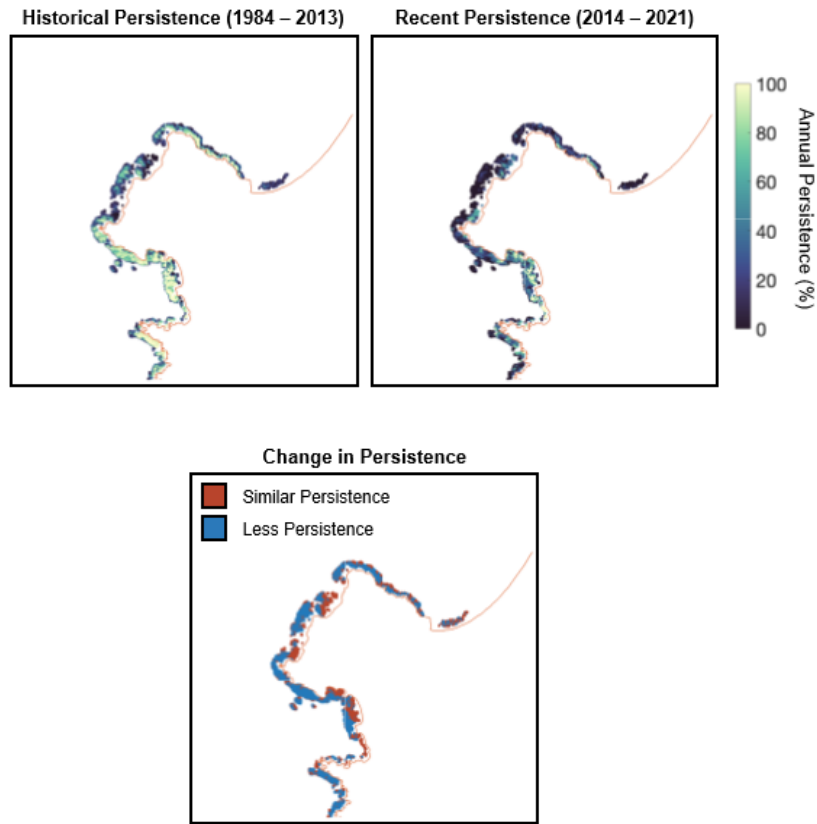 Historical Persistence (1984 – 2013)
Recent Persistence (2014 – 2021)
100
80
60
40
20
0
Annual Persistence (%)
Change in Persistence
Similar Persistence
Less Persistence